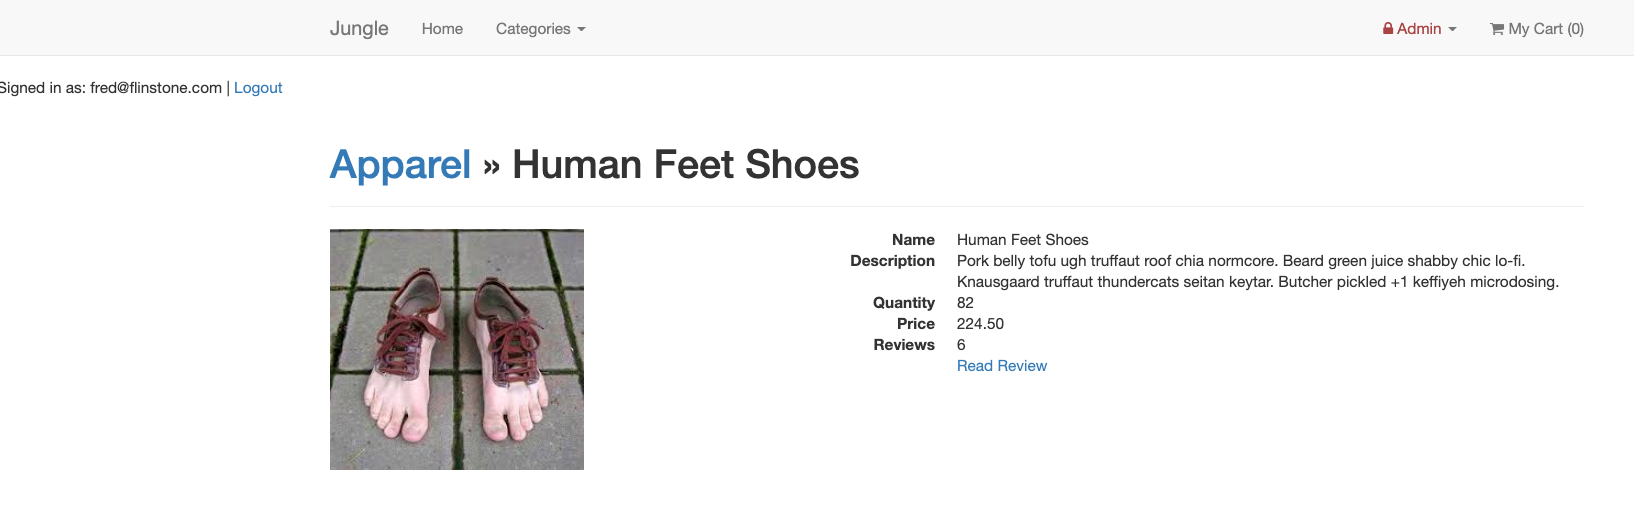 Jungle Home Categories Admin My Cart (0)
Signed in as: fred@flinstone.com | Logout
Apparel » Human Feet Shoes
Name Human Feet Shoes
Description Pork belly tofu ugh truffaut roof chia normcore. Beard green juice shabby chic lo-fi.
Knausgaard truffaut thundercats seitan keytar. Butcher pickled +1 keffiyeh microdosing.
Quantity 82
Price 224.50
Reviews 6
Read Review